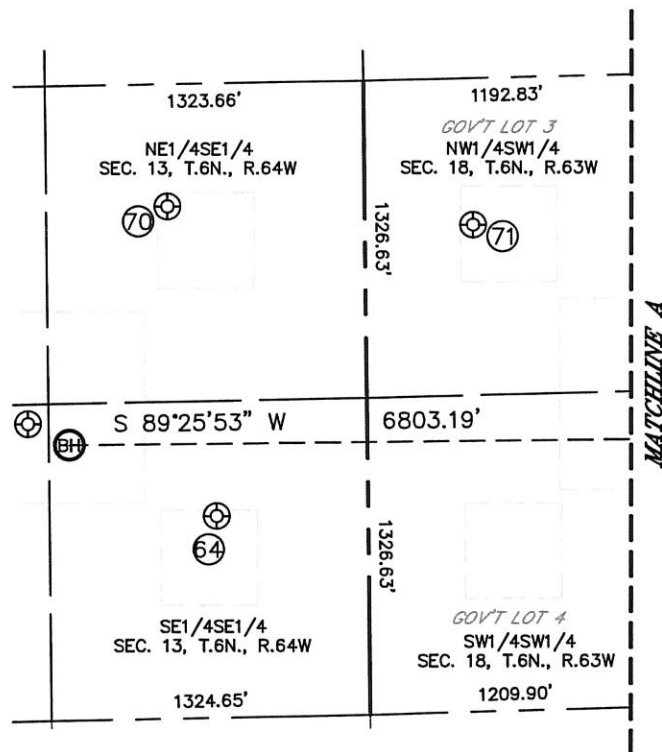 1323.66'
1192.83'
GOV'T LOT 3
NE1/4SE1/4
SEC. 13, T.6N., R.64W
NW1/4SW1/4
SEC. 18, T.6N., R.63W
70
71
1326.63'
MATCHLINE A
S 89°25'53" W
6803.19'
BH
64
1326.63'
SE1/4SE1/4
SEC. 13, T.6N., R.64W
GOV'T LOT 4
SW1/4SW1/4
SEC. 18, T.6N., R.63W
1324.65'
1209.90'